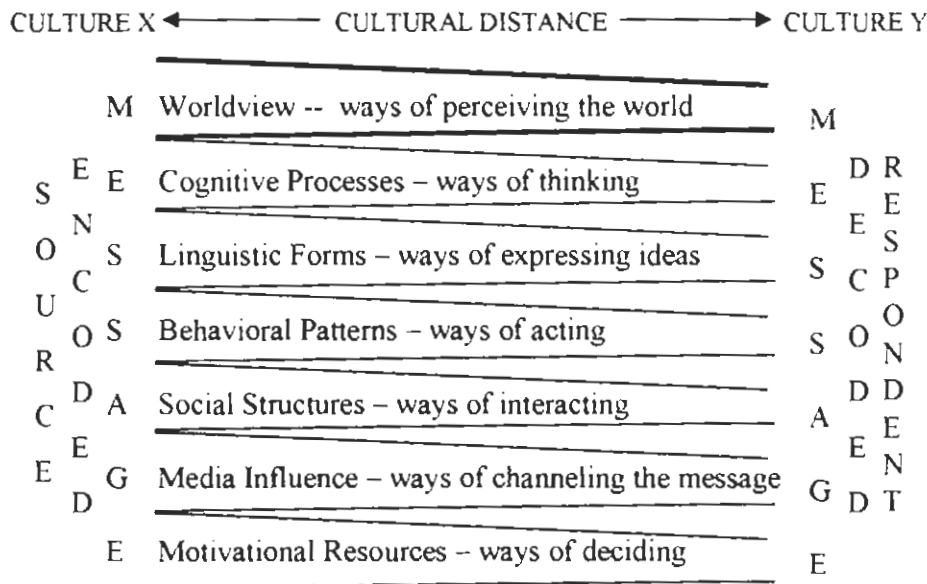 CULTURE X CULTURAL DISTANCE CULTURE Y
SOURCE
ENCODED
MESSAGE
Worldview -- ways of perceiving the world
Cognitive Processes – ways of thinking
Linguistic Forms – ways of expressing ideas
Behavioral Patterns – ways of acting
Social Structures – ways of interacting
Media Influence – ways of channeling the message
Motivational Resources – ways of deciding
MESSAGE
DECODED
RESPONDENT